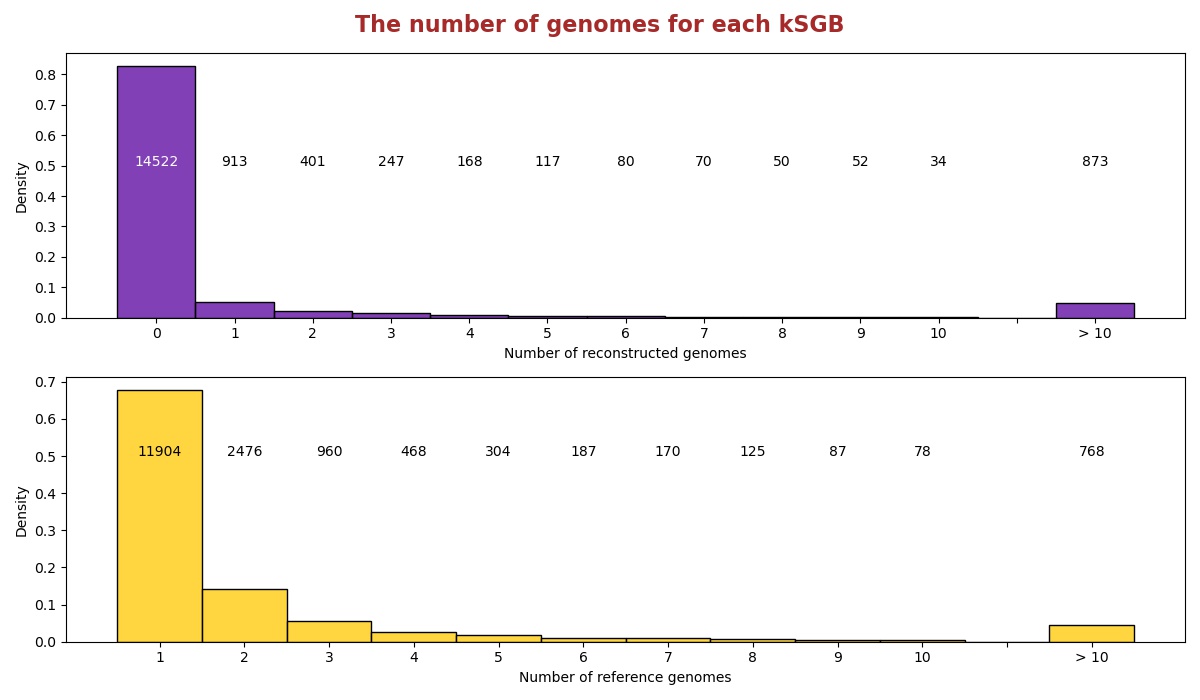 The number of genomes for each kSGB
Density
0.8
0.7
0.6
0.5
0.4
0.3
0.2
0.1
0.0
14522 913 401 247 168 117 80 70 50 52 34 873
0 1 2 3 4 5 6 7 8 9 10 > 10
Number of reconstructed genomes
Density
0.7
0.6
0.5
0.4
0.3
0.2
0.1
0.0
11904 2476 960 468 304 187 170 125 87 78 768
1 2 3 4 5 6 7 8 9 10 > 10
Number of reference genomes